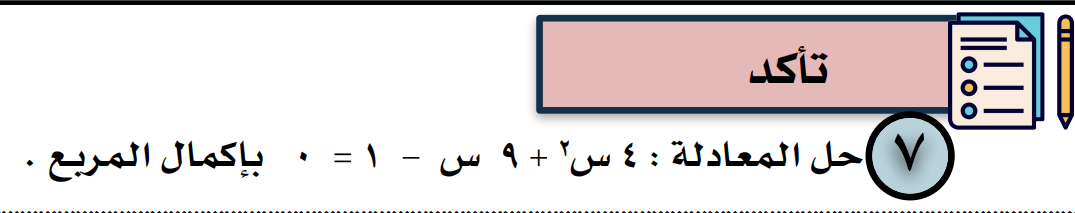 تأكد
٧ حل المعادلة : ٤ س٢ + ٩ س − ١ = ٠ بإكمال المربع .